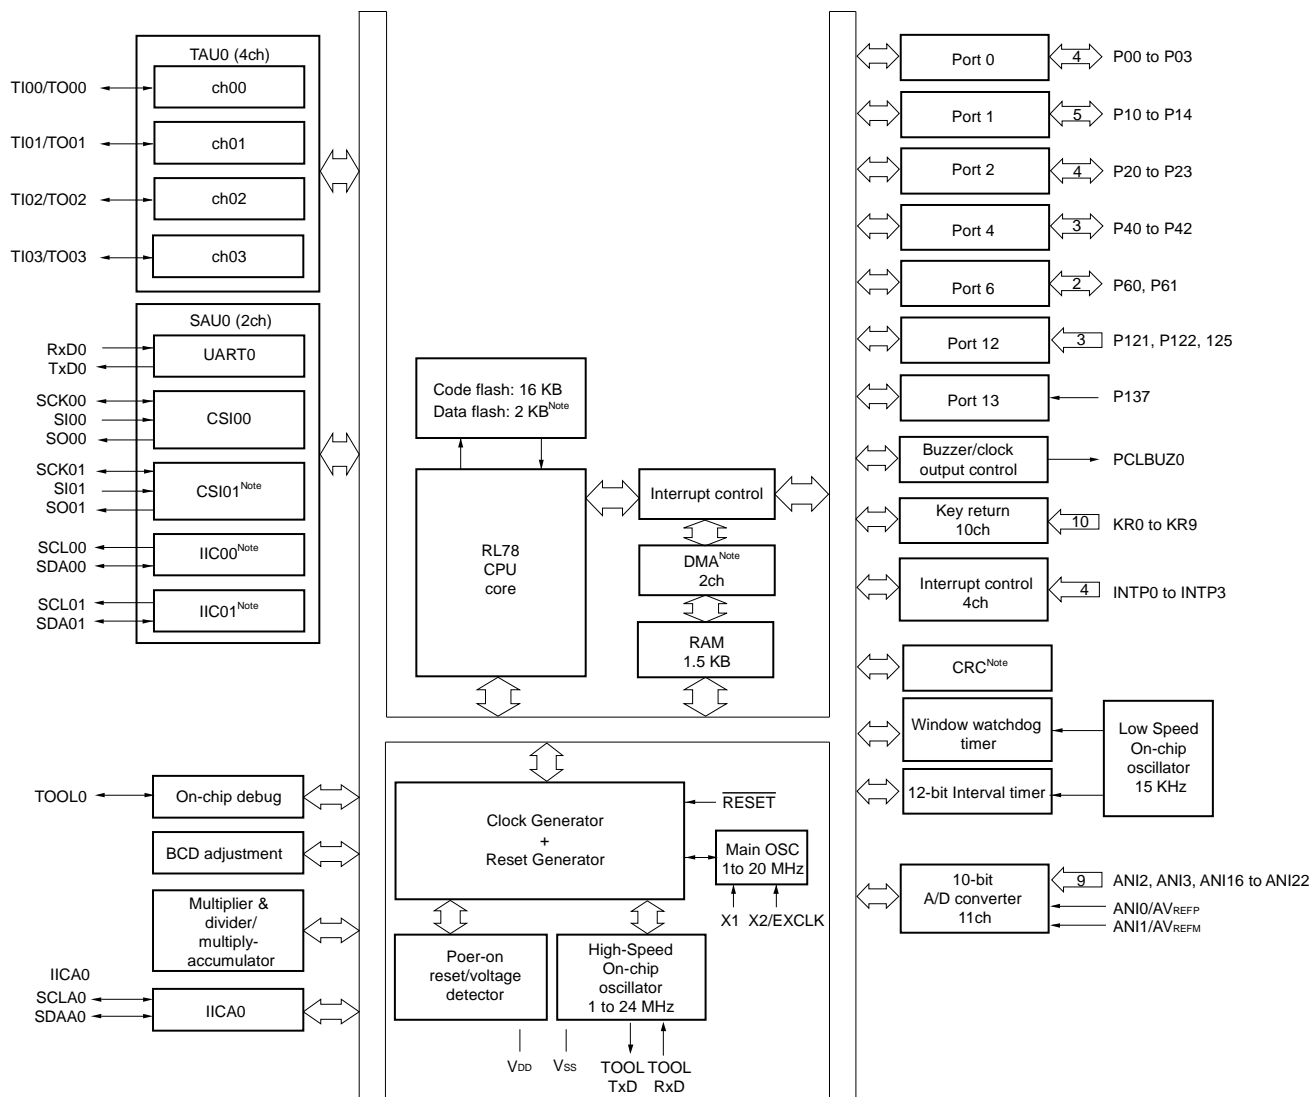 TAU0 (4ch)
TI00/TO00
ch00
TI01/TO01
ch01
TI02/TO02
ch02
TI03/TO03
ch03
SAU0 (2ch)
RxD0
TxD0
UART0
SCK00
SI00
SO00
CSI00
SCK01
SI01
SO01
CSI01Note
SCL00
SDA00
IIC00Note
SCL01
SDA01
IIC01Note
TOOL0
On-chip debug
BCD adjustment
Multiplier &
divider/
multiply-
accumulator
IICA0
SCLA0
SDAA0
IICA0
Code flash: 16 KB
Data flash: 2 KBNote
RL78
CPU
core
Interrupt control
DMANote
2ch
RAM
1.5 KB
Clock Generator
+
Reset Generator
RESET
Main OSC
1to 20 MHz
X1
X2/EXCLK
Poer-on
reset/voltage
detector
High-Speed
On-chip
oscillator
1 to 24 MHz
VDD
VSS
TOOL
TxD
TOOL
RxD
Port 0
4
P00 to P03
Port 1
5
P10 to P14
Port 2
4
P20 to P23
Port 4
3
P40 to P42
Port 6
2
P60, P61
Port 12
3
P121, P122, 125
Port 13
P137
Buzzer/clock
output control
PCLBUZ0
Key return
10ch
10
KR0 to KR9
Interrupt control
4ch
4
INTP0 to INTP3
CRCNote
Window watchdog
timer
12-bit Interval timer
Low Speed
On-chip
oscillator
15 KHz
10-bit
A/D converter
11ch
9
ANI2, ANI3, ANI16 to ANI22
ANI0/AVREFP
ANI1/AVREFM